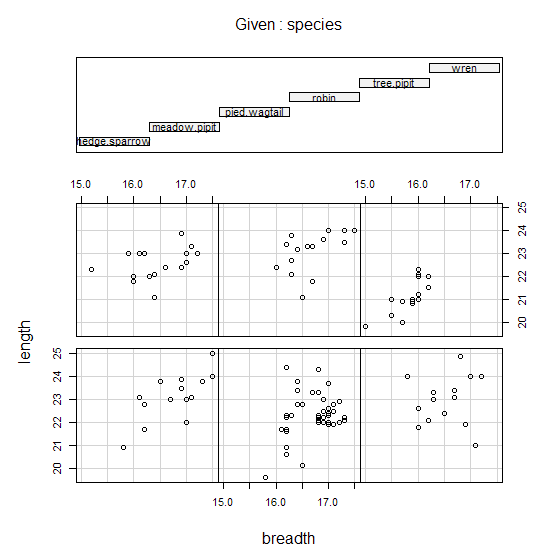 Given : species
wren
tree.pipit
robin
pied.wagtail
meadow.pipit
hedge.sparrow
15.0 16.0 17.0 15.0 16.0 17.0
25
24
23
22
21
20
25
24
23
22
21
20
length
15.0 16.0 17.0
breadth